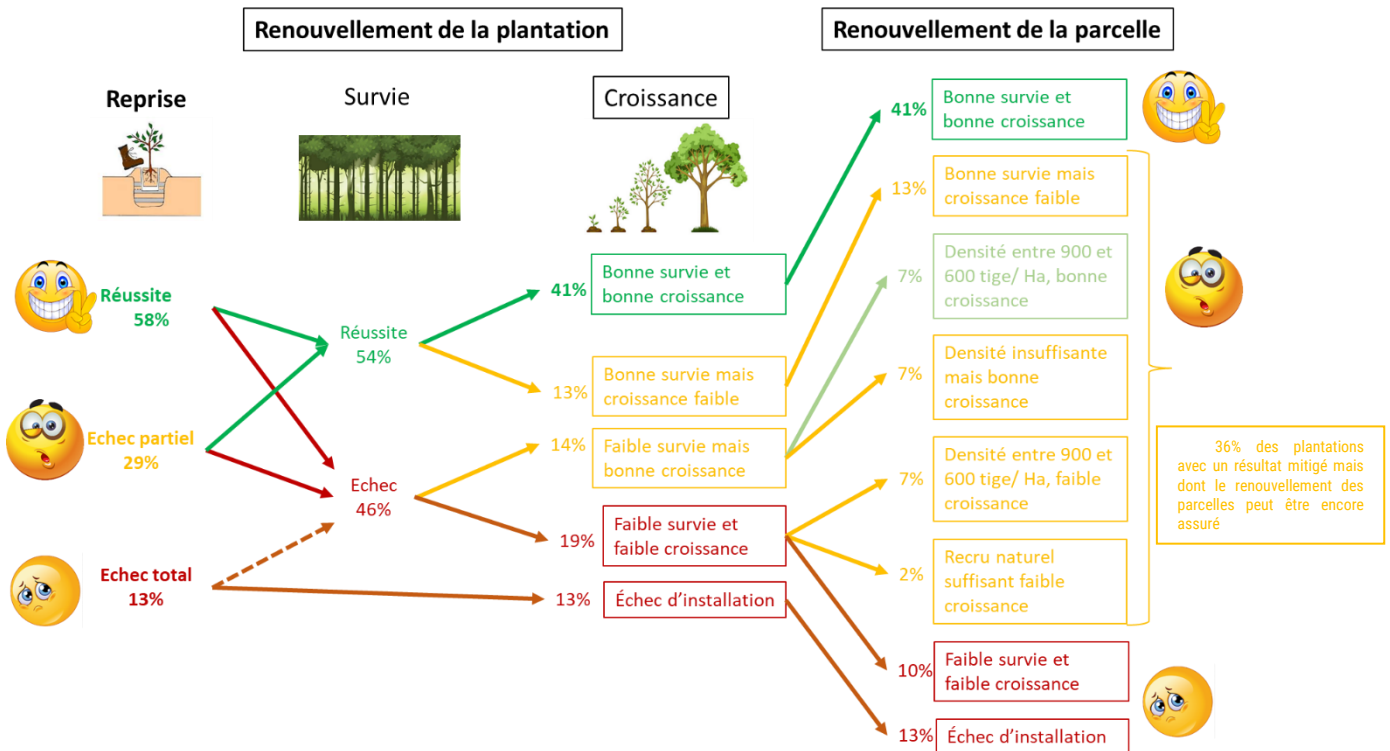 Renouvellement de la plantation
Renouvellement de la parcelle
Reprise
Survie
Croissance
Réussite
58%
Echec partiel
29%
Echec total
13%
Réussite
54%
Echec
46%
41%
Bonne survie et
bonne croissance
13%
Bonne survie mais
croissance faible
14%
Faible survie mais
bonne croissance
19%
Faible survie et
faible croissance
13%
Échec d’installation
41%
Bonne survie et
bonne croissance
13%
Bonne survie mais
croissance faible
7%
Densité entre 900 et
600 tige/ Ha, bonne
croissance
7%
Densité insuffisante
mais bonne
croissance
7%
Densité entre 900 et
600 tige/ Ha, faible
croissance
2%
Recru naturel
suffisant faible
croissance
10%
Faible survie et
faible croissance
13%
Échec d’installation
36% des plantations
avec un résultat mitigé mais
dont le renouvellement des
parcelles peut être encore
assuré